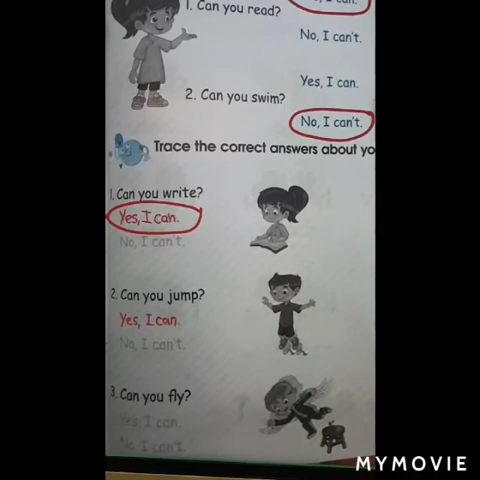 1. Can you read?
I can.
No, I can't.
Yes, I can.
2. Can you swim?
No, I can't.
Trace the correct answers about yo
1. Can you write?
Yes, I can.
No, I can't.
2. Can you jump?
Yes, I can.
No, I can't.
3. Can you fly?
Yes, I can.
No, I can't.
MYMOVIE